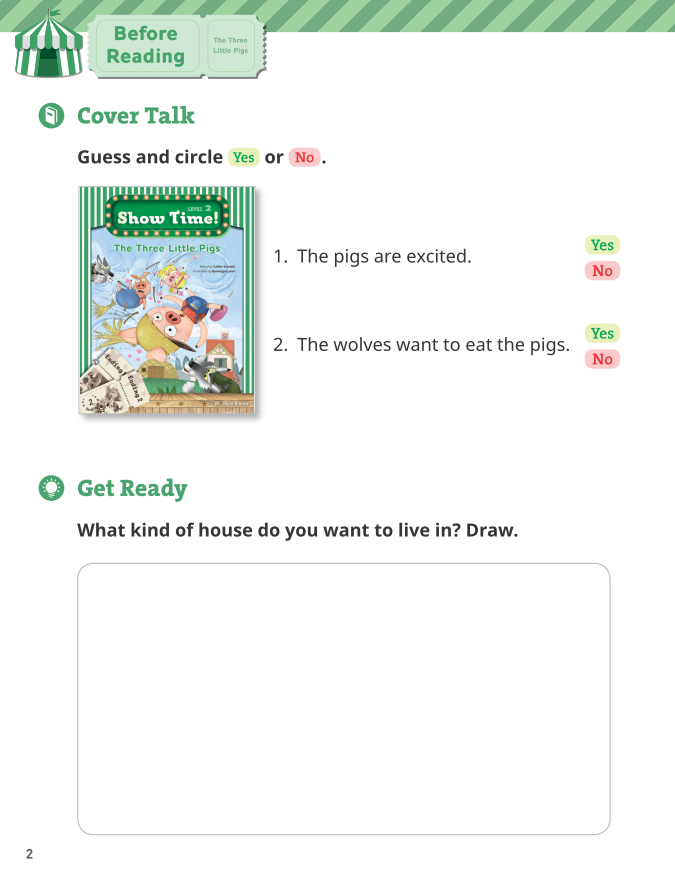 Before
Reading
The Three
Little Pigs
Cover Talk
Guess and circle Yes or No.
LEVEL 2
Show Time!
The Three Little Pigs
Ending 1
Ending 2
2
1. The pigs are excited.
Yes
No
2. The wolves want to eat the pigs.
Yes
No
Get Ready
What kind of house do you want to live in? Draw.
2